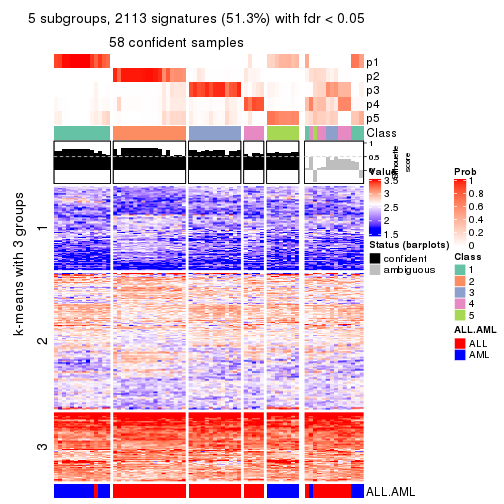 5 subgroups, 2113 signatures (51.3%) with fdr < 0.05
58 confident samples
p1
p2
p3
p4
p5
Class
1
0.5
0
silhouette
score
k-means with 3 groups
1
2
3
Value
3.5
3
2.5
2
1.5
Status (barplots)
confident
ambiguous
Prob
1
0.8
0.6
0.4
0.2
0
Class
1
2
3
4
5
ALL.AML
ALL
AML
ALL.AML